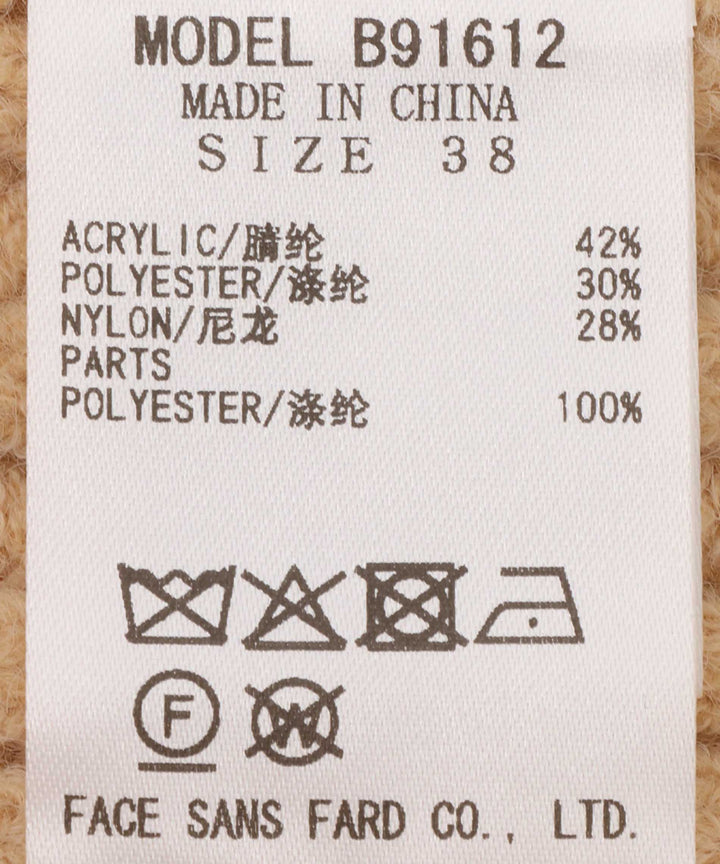 MODEL B91612
MADE IN CHINA
SIZE 38
ACRYLIC/腈纶 42%
POLYESTER/涤纶 30%
NYLON/尼龙 28%
PARTS
POLYESTER/涤纶 100%
F
W
FACE SANS FARD CO., LTD.